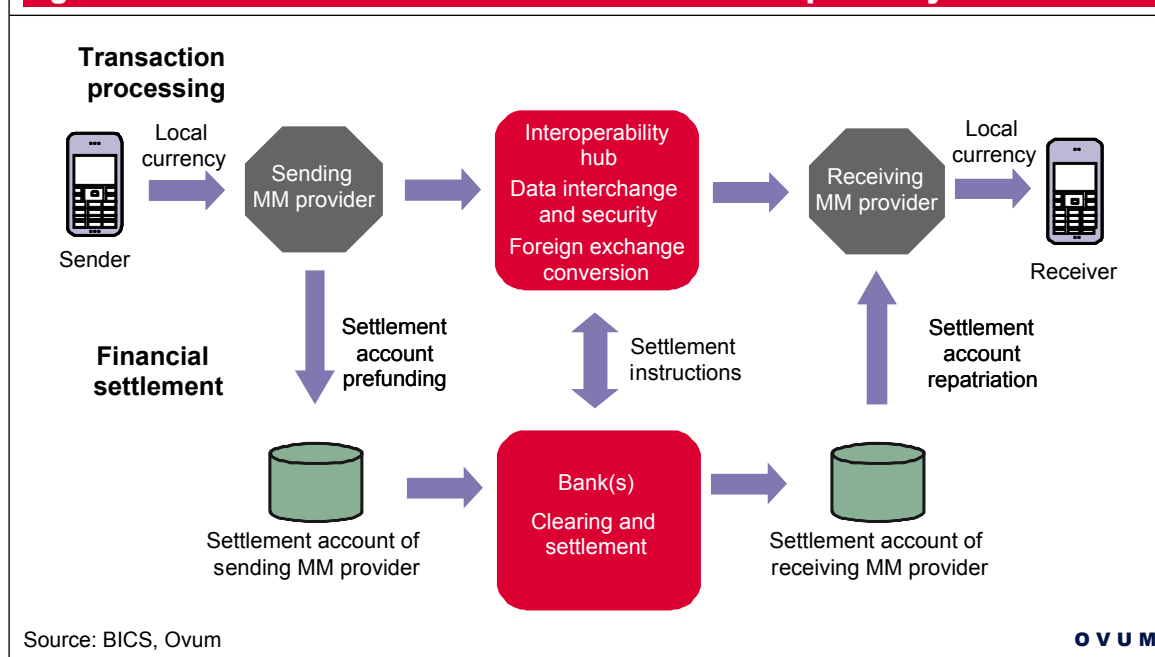 Transaction
processing
Local
currency
Sending
MM provider
Interoperability
hub
Data interchange
and security
Foreign exchange
conversion
Receiving
MM provider
Local
currency
Sender
Receiver
Settlement
account
prefunding
Settlement
instructions
Settlement
account
repatriation
Financial
settlement
Bank(s)
Clearing and
settlement
Settlement account of
sending MM provider
Settlement account of
receiving MM provider
Source: BICS, Ovum
OVUM